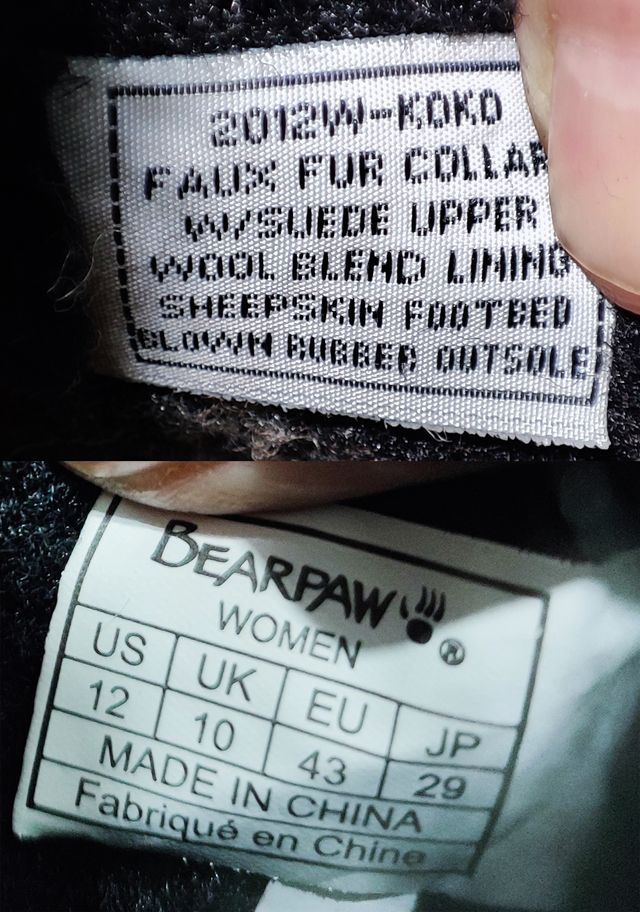 2012W-KOKO
FAUX FUR COLLAR
W/SUEDE UPPER
WOOL BLEND LINING
SHEEPSKIN FOOTBED
BLOWN RUBBER OUTSOLE
BEARPAW ®
WOMEN
US UK EU JP
12 10 43 29
MADE IN CHINA
Fabriqué en Chine